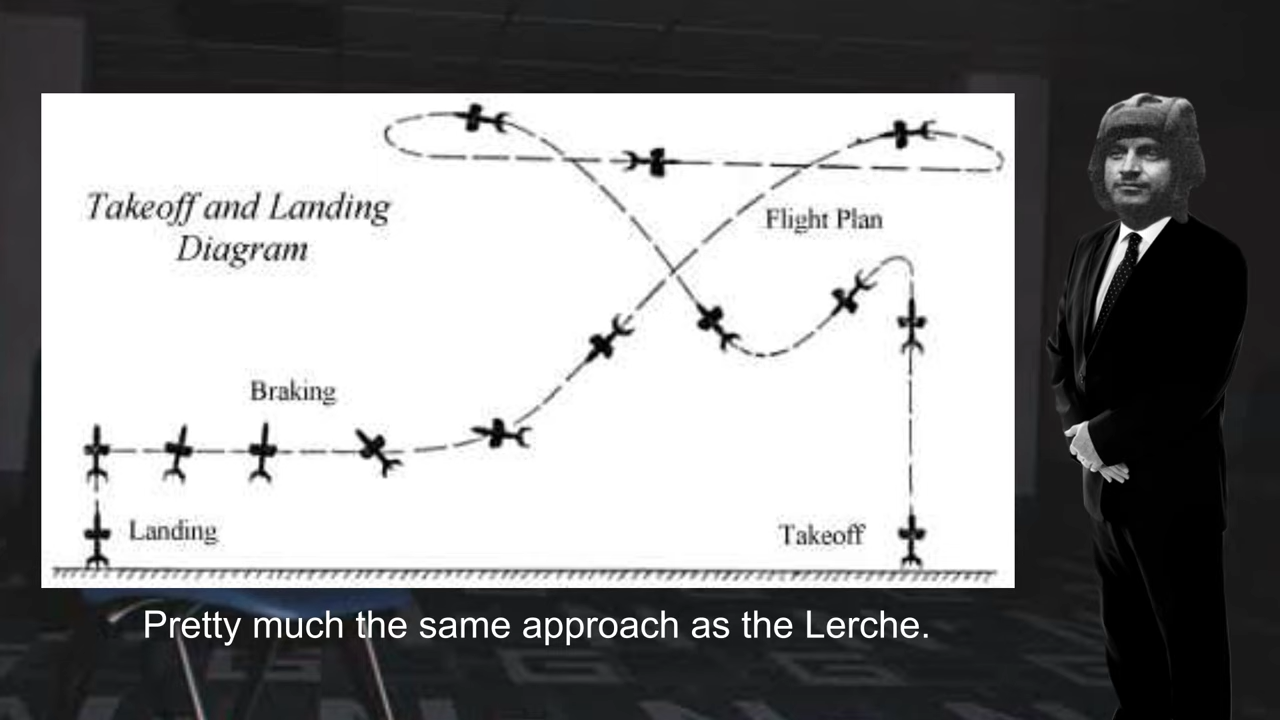 Takeoff and Landing
Diagram
Flight Plan
Braking
Landing
Takeoff
Pretty much the same approach as the Lerche.